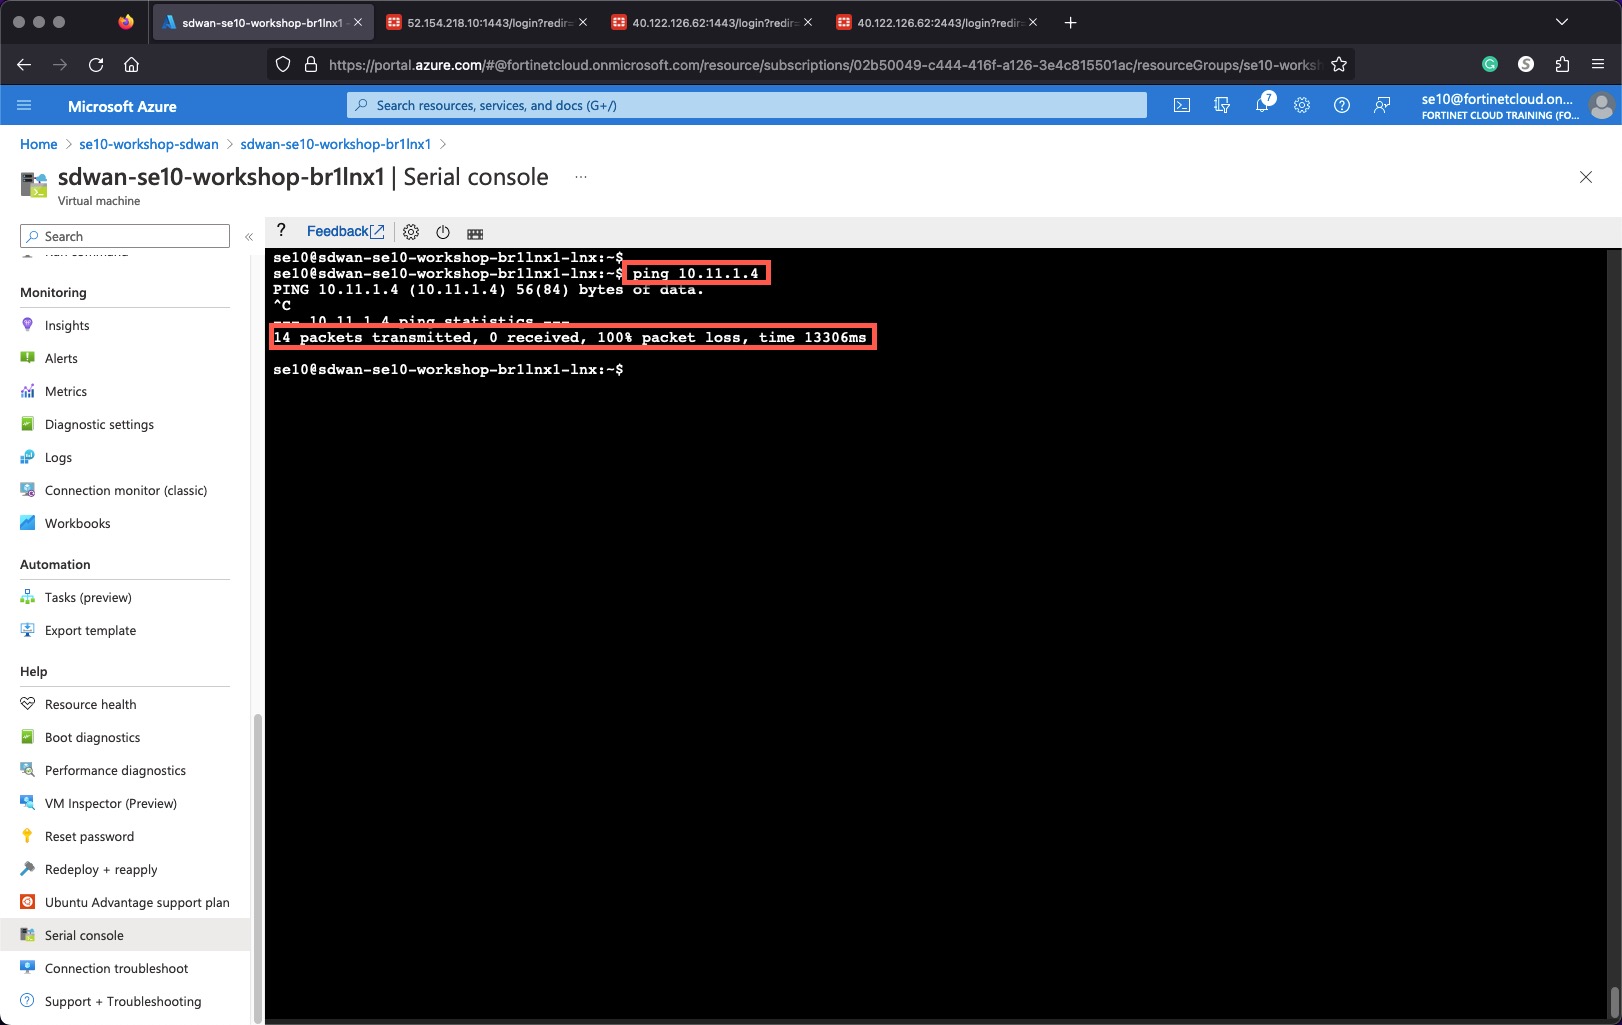 sdwan-se10-workshop-br1lnx1 -
52.154.218.10:1443/login?redir=
40.122.126.62:1443/login?redir=
40.122.126.62:2443/login?redir=
https://portal.azure.com/#@fortinetcloud.onmicrosoft.com/resource/subscriptions/02b50049-c444-416f-a126-3e4c815501ac/resourceGroups/se10-worksh
Microsoft Azure
Search resources, services, and docs (G+/)
7
se10@fortinetcloud.on...
FORTINET CLOUD TRAINING (FO...
Home > se10-workshop-sdwan > sdwan-se10-workshop-br1lnx1 >
sdwan-se10-workshop-br1lnx1 | Serial console ...
Virtual machine
Search
«
? Feedback
Run command
Monitoring
Insights
Alerts
Metrics
Diagnostic settings
Logs
Connection monitor (classic)
Workbooks
Automation
Tasks (preview)
Export template
Help
Resource health
Boot diagnostics
Performance diagnostics
VM Inspector (Preview)
Reset password
Redeploy + reapply
Ubuntu Advantage support plan
Serial console
Connection troubleshoot
Support + Troubleshooting
se10@sdwan-se10-workshop-br1lnx1-lnx:~$
se10@sdwan-se10-workshop-br1lnx1-lnx:~$ ping 10.11.1.4
PING 10.11.1.4 (10.11.1.4) 56(84) bytes of data.
^C
--- 10.11.1.4 ping statistics ---
14 packets transmitted, 0 received, 100% packet loss, time 13306ms
se10@sdwan-se10-workshop-br1lnx1-lnx:~$